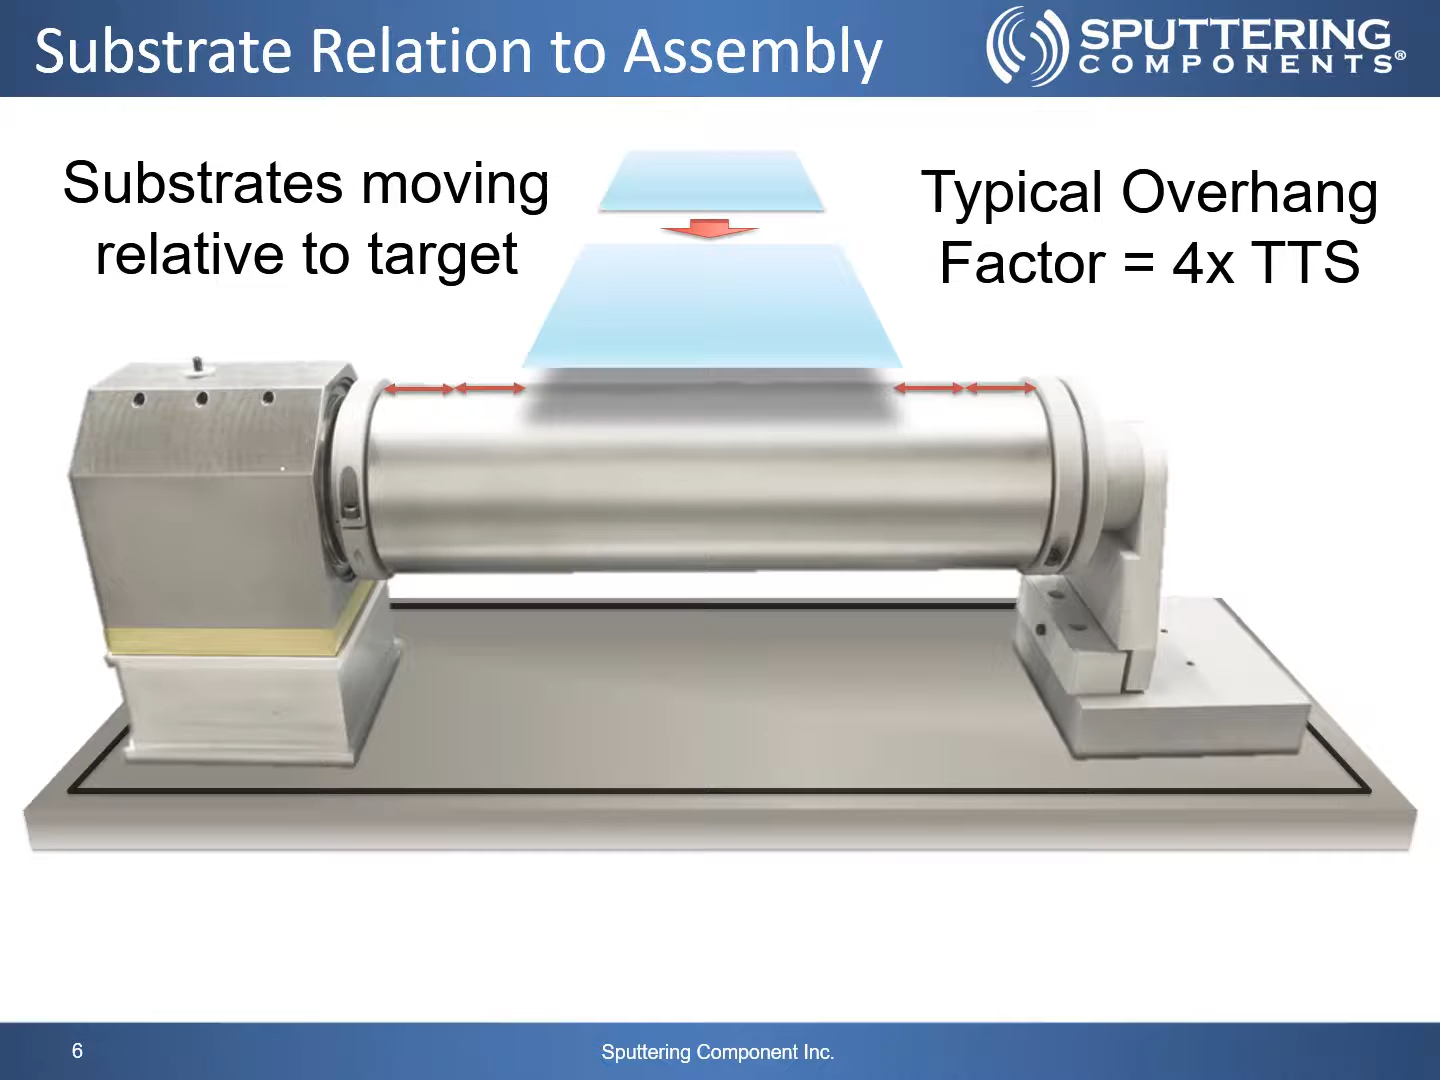 Substrate Relation to Assembly
SPUTTERING
COMPONENTS®
Substrates moving
relative to target
Typical Overhang
Factor = 4x TTS
6
Sputtering Component Inc.